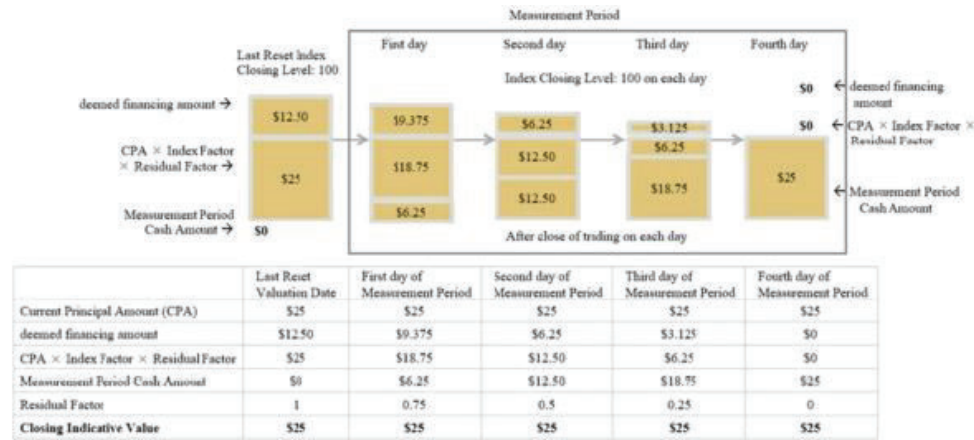 Measurement Period
First day Second day Third day Fourth day
Last Reset Index
Closing Level: 100
Index Closing Level: 100 on each day
deemed financing amount →
$12.50
$9.375
$6.25
$3.125
$0
← deemed financing
amount
CPA × Index Factor
× Residual Factor →
$25
$18.75
$12.50
$6.25
$0
← CPA × Index Factor ×
Residual Factor
Measurement Period
Cash Amount →
$0
$6.25
$12.50
$18.75
$25
← Measurement Period
Cash Amount
After close of trading on each day
Last Reset First day of Second day of Third day of Fourth day of
Valuation Date Measurement Period Measurement Period Measurement Period Measurement Period
Current Principal Amount (CPA) $25 $25 $25 $25 $25
deemed financing amount $12.50 $9.375 $6.25 $3.125 $0
CPA × Index Factor × Residual Factor $25 $18.75 $12.50 $6.25 $0
Measurement Period Cash Amount $0 $6.25 $12.50 $18.75 $25
Residual Factor 1 0.75 0.5 0.25 0
Closing Indicative Value $25 $25 $25 $25 $25